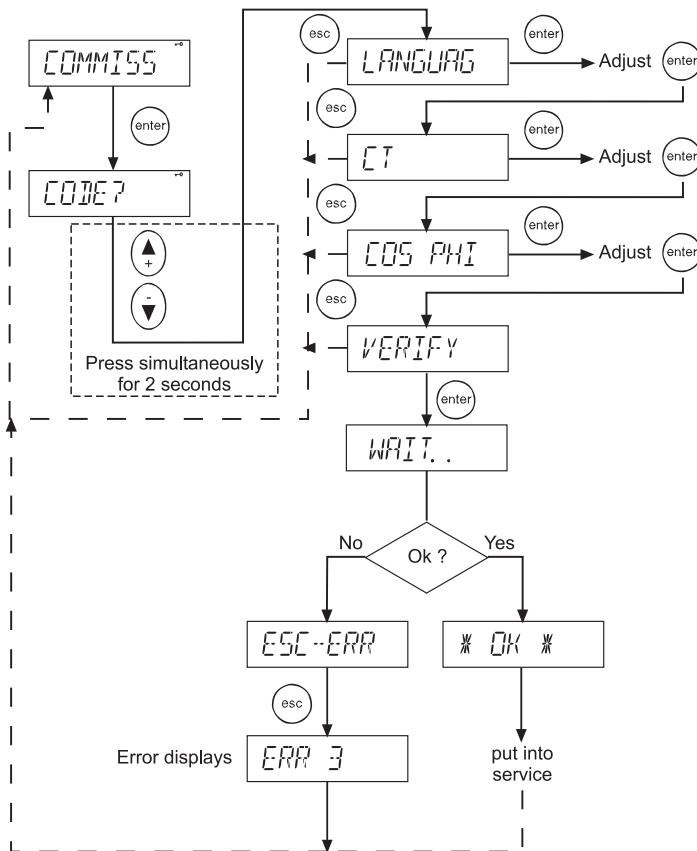 COMMISS
enter
CODE?
+
-
Press simultaneously
for 2 seconds
esc
LANGUAG
enter
Adjust
enter
esc
CT
enter
Adjust
enter
esc
COS PHI
enter
Adjust
enter
esc
VERIFY
enter
WAIT..
No
Ok ?
Yes
ESC-ERR
* OK *
esc
Error displays
ERR 3
put into
service